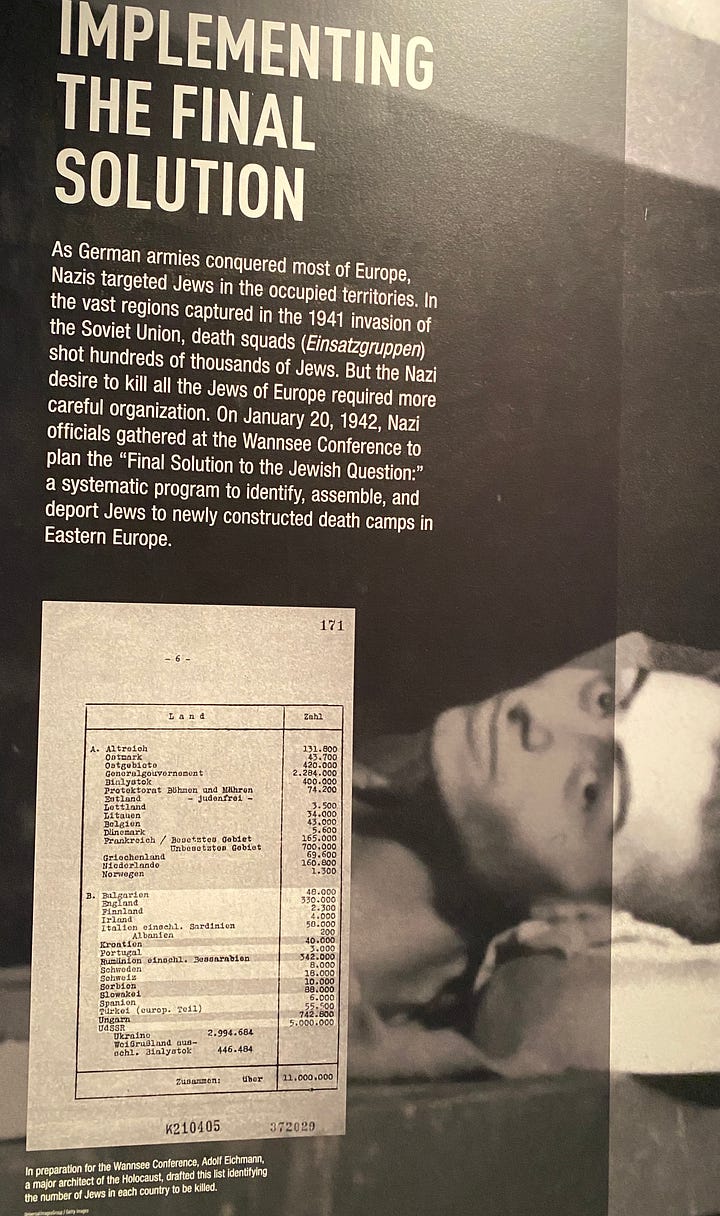 IMPLEMENTING
THE FINAL
SOLUTION
As German armies conquered most of Europe,
Nazis targeted Jews in the occupied territories. In
the vast regions captured in the 1941 invasion of
the Soviet Union, death squads (Einsatzgruppen)
shot hundreds of thousands of Jews. But the Nazi
desire to kill all the Jews of Europe required more
careful organization. On January 20, 1942, Nazi
officials gathered at the Wannsee Conference to
plan the “Final Solution to the Jewish Question:”
a systematic program to identify, assemble, and
deport Jews to newly constructed death camps in
Eastern Europe.
171
- 6 -
Land Zahl
A. Altreich 131.800
Ostmark 43.700
Ostgebiete 420.000
Generalgouvernement 2.284.000
Bialystok 400.000
Protektorat Böhmen und Mähren 74.200
Estland - judenfrei -
Lettland 3.500
Litauen 34.000
Belgien 43.000
Dänemark 5.600
Frankreich / Besetztes Gebiet 165.000
Unbesetztes Gebiet 700.000
Griechenland 69.600
Niederlande 160.800
Norwegen 1.300
B. Bulgarien 48.000
England 330.000
Finnland 2.300
Irland 4.000
Italien einschl. Sardinien 58.000
Albanien 200
Kroatien 40.000
Portugal 3.000
Rumänien einschl. Bessarabien 342.000
Schweden 8.000
Schweiz 18.000
Serbien 10.000
Slowakei 88.000
Spanien 6.000
Türkei (europ. Teil) 55.500
Ungarn 742.800
UdSSR 5.000.000
Ukraine 2.994.684
Weißrußland aus-
schl. Bialystok 446.484
Zusammen: über 11.000.000
K210405 372029
In preparation for the Wannsee Conference, Adolf Eichmann,
a major architect of the Holocaust, drafted this list identifying
the number of Jews in each country to be killed.
Universal Images Group / Getty Images